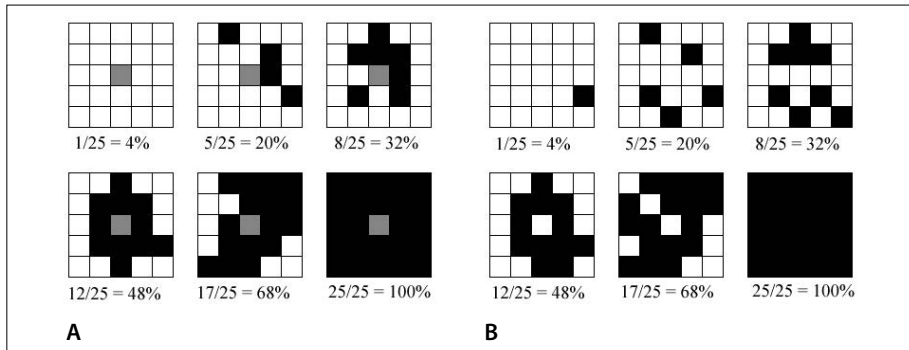 1/25 = 4% 5/25 = 20% 8/25 = 32% 1/25 = 4% 5/25 = 20% 8/25 = 32%
12/25 = 48% 17/25 = 68% 25/25 = 100% 12/25 = 48% 17/25 = 68% 25/25 = 100%
A B